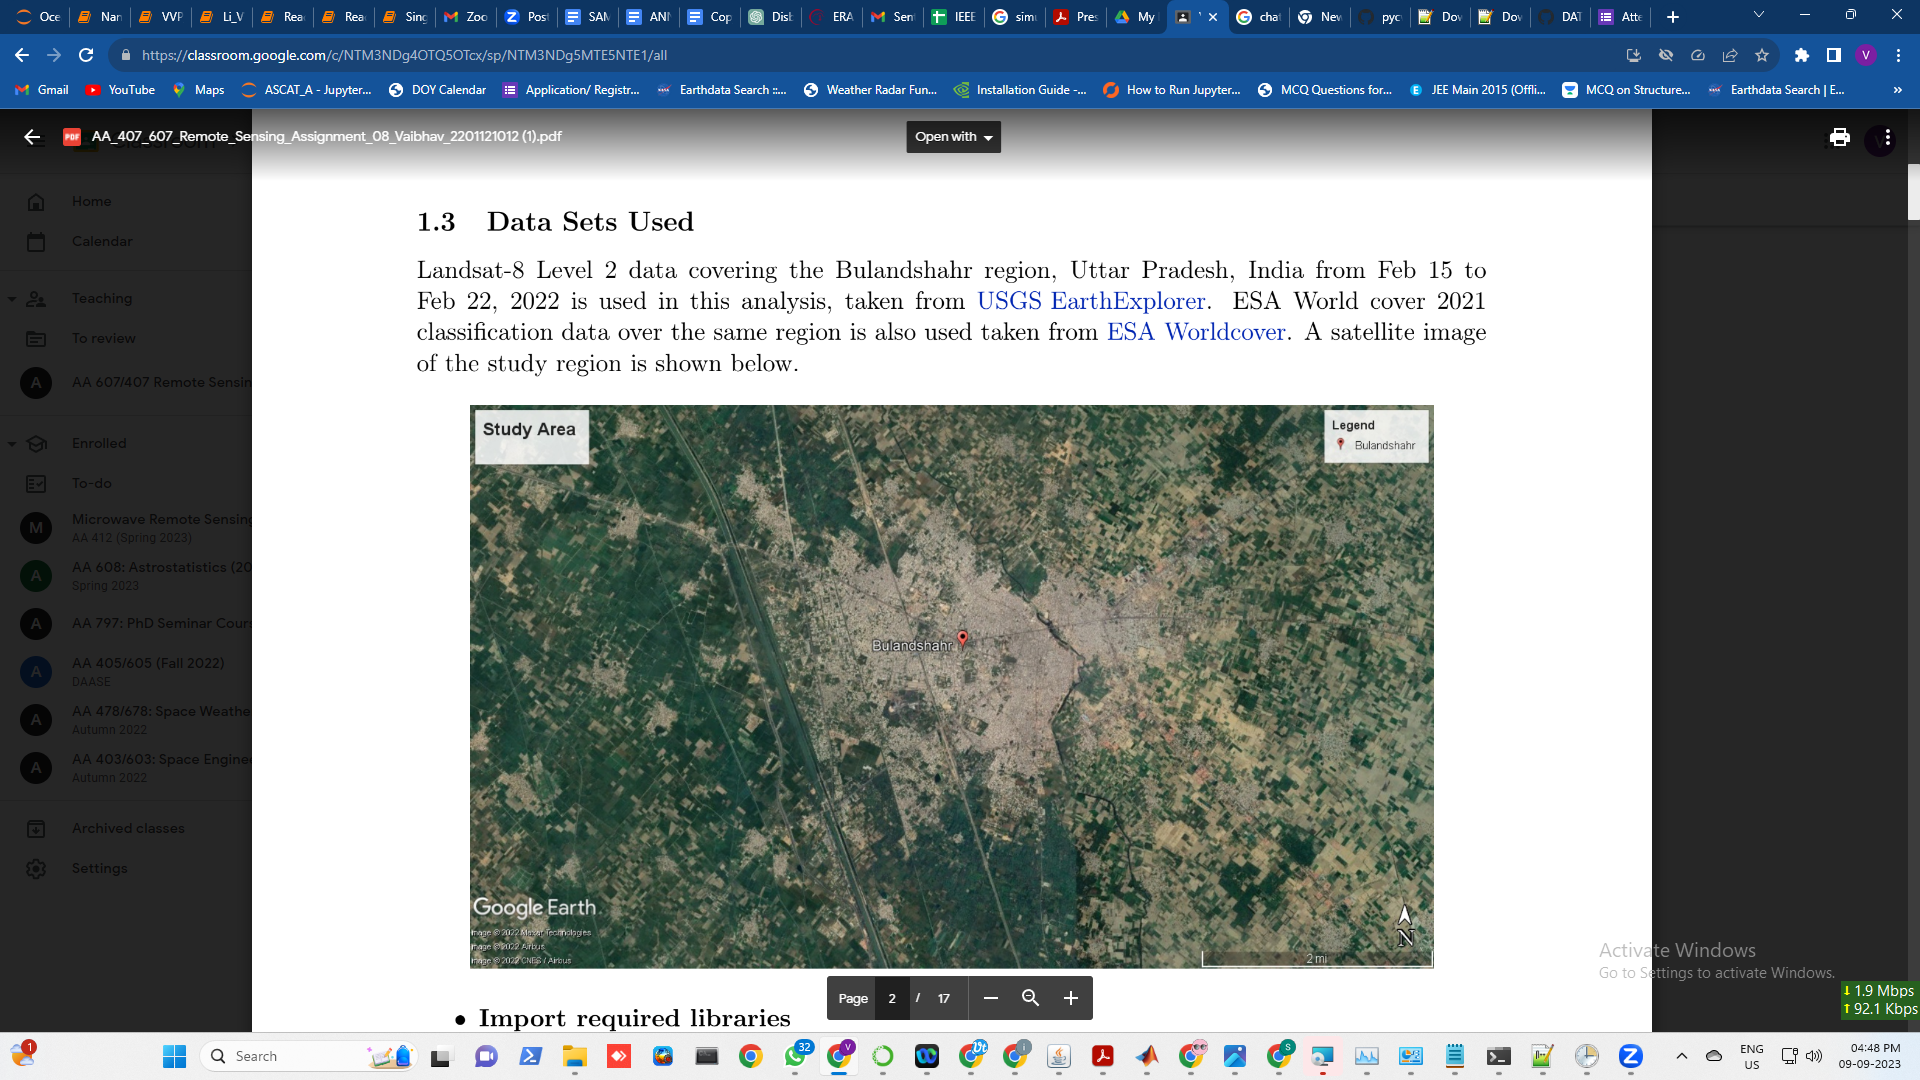 Oce
Nar
VVP
Li_V
Rea
Rea
Sing
Zoo
Post
SAM
ANN
Cop
Dist
ERA
Sent
IEEE
simu
Pres
My
chat
New
pyc
Dov
Dov
DAT
Atte
https://classroom.google.com/c/NTM3NDg4OTQ5OTcx/sp/NTM3NDg5MTE5NTE1/all
V
Gmail
YouTube
Maps
ASCAT_A - Jupyter...
DOY Calendar
Application/ Registr...
Earthdata Search ::...
Weather Radar Fun...
Installation Guide -...
How to Run Jupyter...
MCQ Questions for...
JEE Main 2015 (Offli...
MCQ on Structure...
Earthdata Search | E...
»
PDF
AA_407_607_Remote_Sensing_Assignment_08_Vaibhav_2201121012 (1).pdf
Open with
Home
Calendar
Teaching
To review
A
AA 607/407 Remote Sensin
Enrolled
To-do
M
Microwave Remote Sensing
AA 412 (Spring 2023)
A
AA 608: Astrostatistics (20
Spring 2023
A
AA 797: PhD Seminar Cour
A
AA 405/605 (Fall 2022)
DAASE
A
AA 478/678: Space Weathe
Autumn 2022
A
AA 403/603: Space Engine
Autumn 2022
Archived classes
Settings
1.3 Data Sets Used
Landsat-8 Level 2 data covering the Bulandshahr region, Uttar Pradesh, India from Feb 15 to
Feb 22, 2022 is used in this analysis, taken from USGS EarthExplorer. ESA World cover 2021
classification data over the same region is also used taken from ESA Worldcover. A satellite image
of the study region is shown below.
Study Area
Legend
Bulandshahr
Bulandshahr
Google Earth
Image © 2022 Maxar Technologies
Image © 2022 Airbus
Image © 2022 CNES / Airbus
N
2 mi
Page 2 / 17
• Import required libraries
Activate Windows
Go to Settings to activate Windows.
1.9 Mbps
92.1 Kbps
1
Search
32
V
S
ENG
US
04:48 PM
09-09-2023